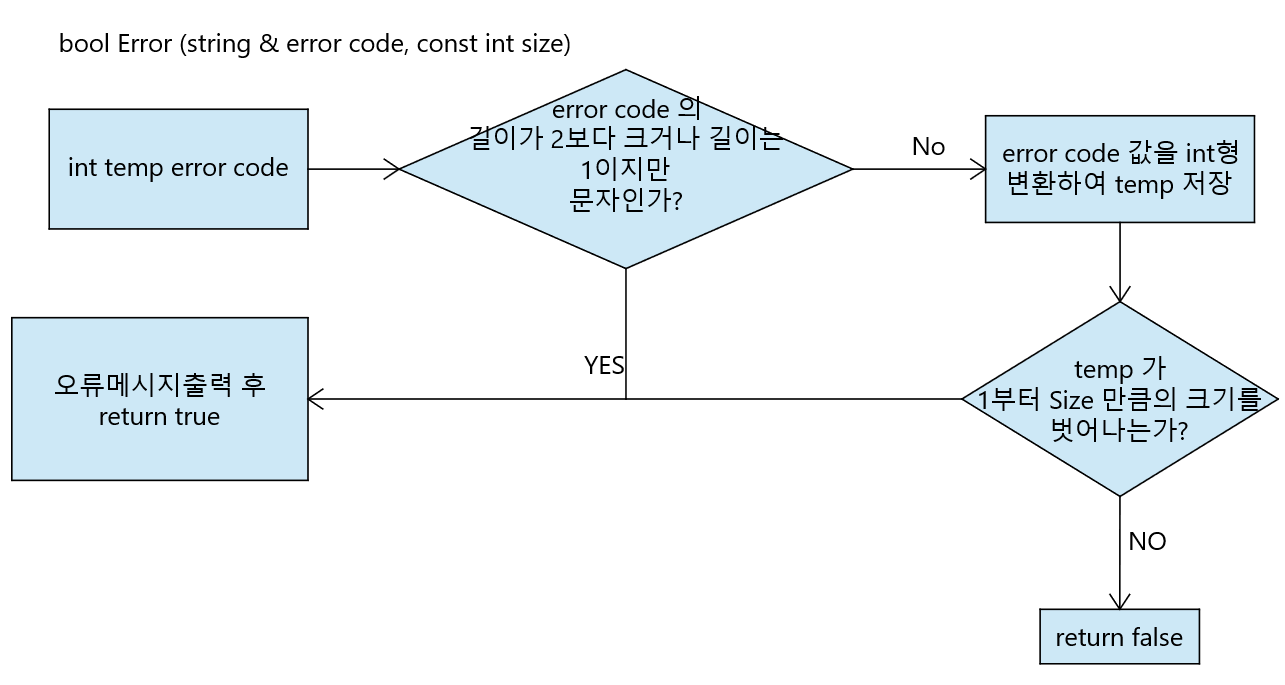 bool Error (string & error code, const int size)
int temp error code
error code 의
길이가 2보다 크거나 길이는
1이지만
문자인가?
No
error code 값을 int형
변환하여 temp 저장
YES
오류메시지출력 후
return true
temp 가
1부터 Size 만큼의 크기를
벗어나는가?
NO
return false